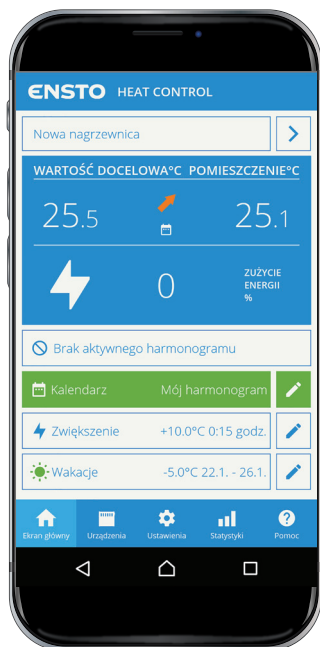 ENSTO HEAT CONTROL
Nowa nagrzewnica
WARTOŚĆ DOCELOWA°C POMIESZCZENIE°C
25.5 25.1
0 ZUŻYCIE
ENERGII
%
Brak aktywnego harmonogramu
Kalendarz Mój harmonogram
Zwiększenie +10.0°C 0:15 godz.
Wakacje -5.0°C 22.1. - 26.1.
Ekran główny Urządzenia Ustawienia Statystyki Pomoc